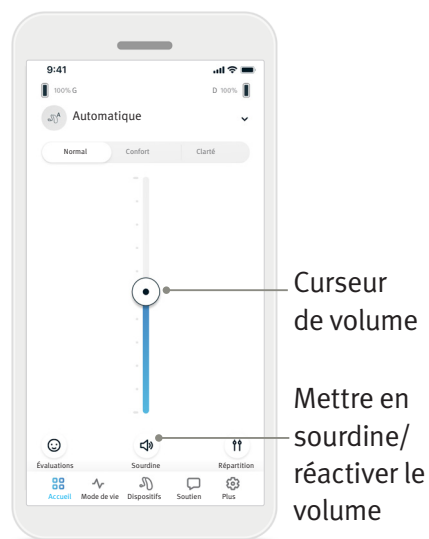 9:41
100% G
D 100%
Automatique
Normal Confort Clarté
Curseur
de volume
Mettre en
sourdine/
réactiver le
volume
Évaluations Sourdine Répartition
Accueil Mode de vie Dispositifs Soutien Plus